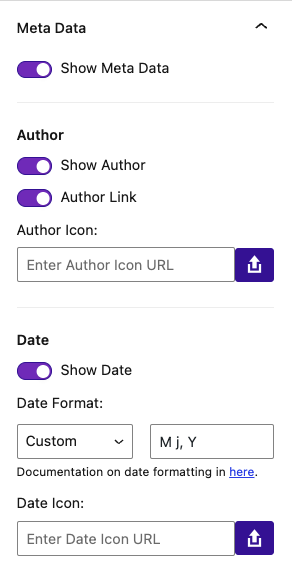 Meta Data
Show Meta Data
Author
Show Author
Author Link
Author Icon:
Enter Author Icon URL
Date
Show Date
Date Format:
Custom M j, Y
Documentation on date formatting in here.
Date Icon:
Enter Date Icon URL